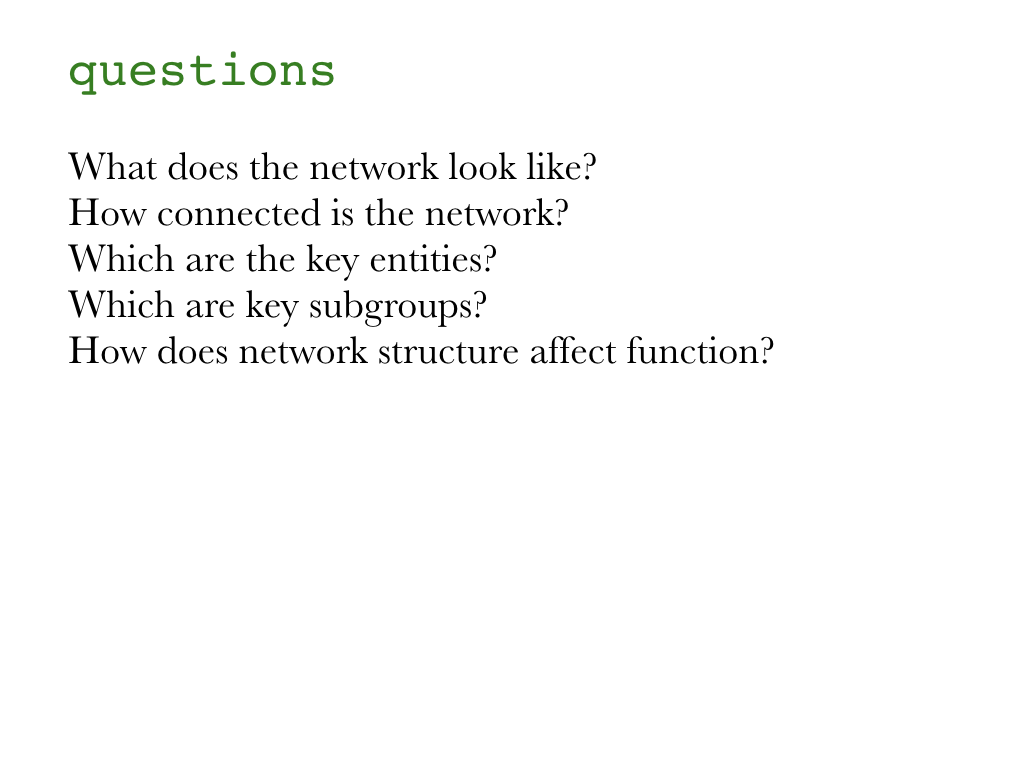 questions
What does the network look like?
How connected is the network?
Which are the key entities?
Which are key subgroups?
How does network structure affect function?